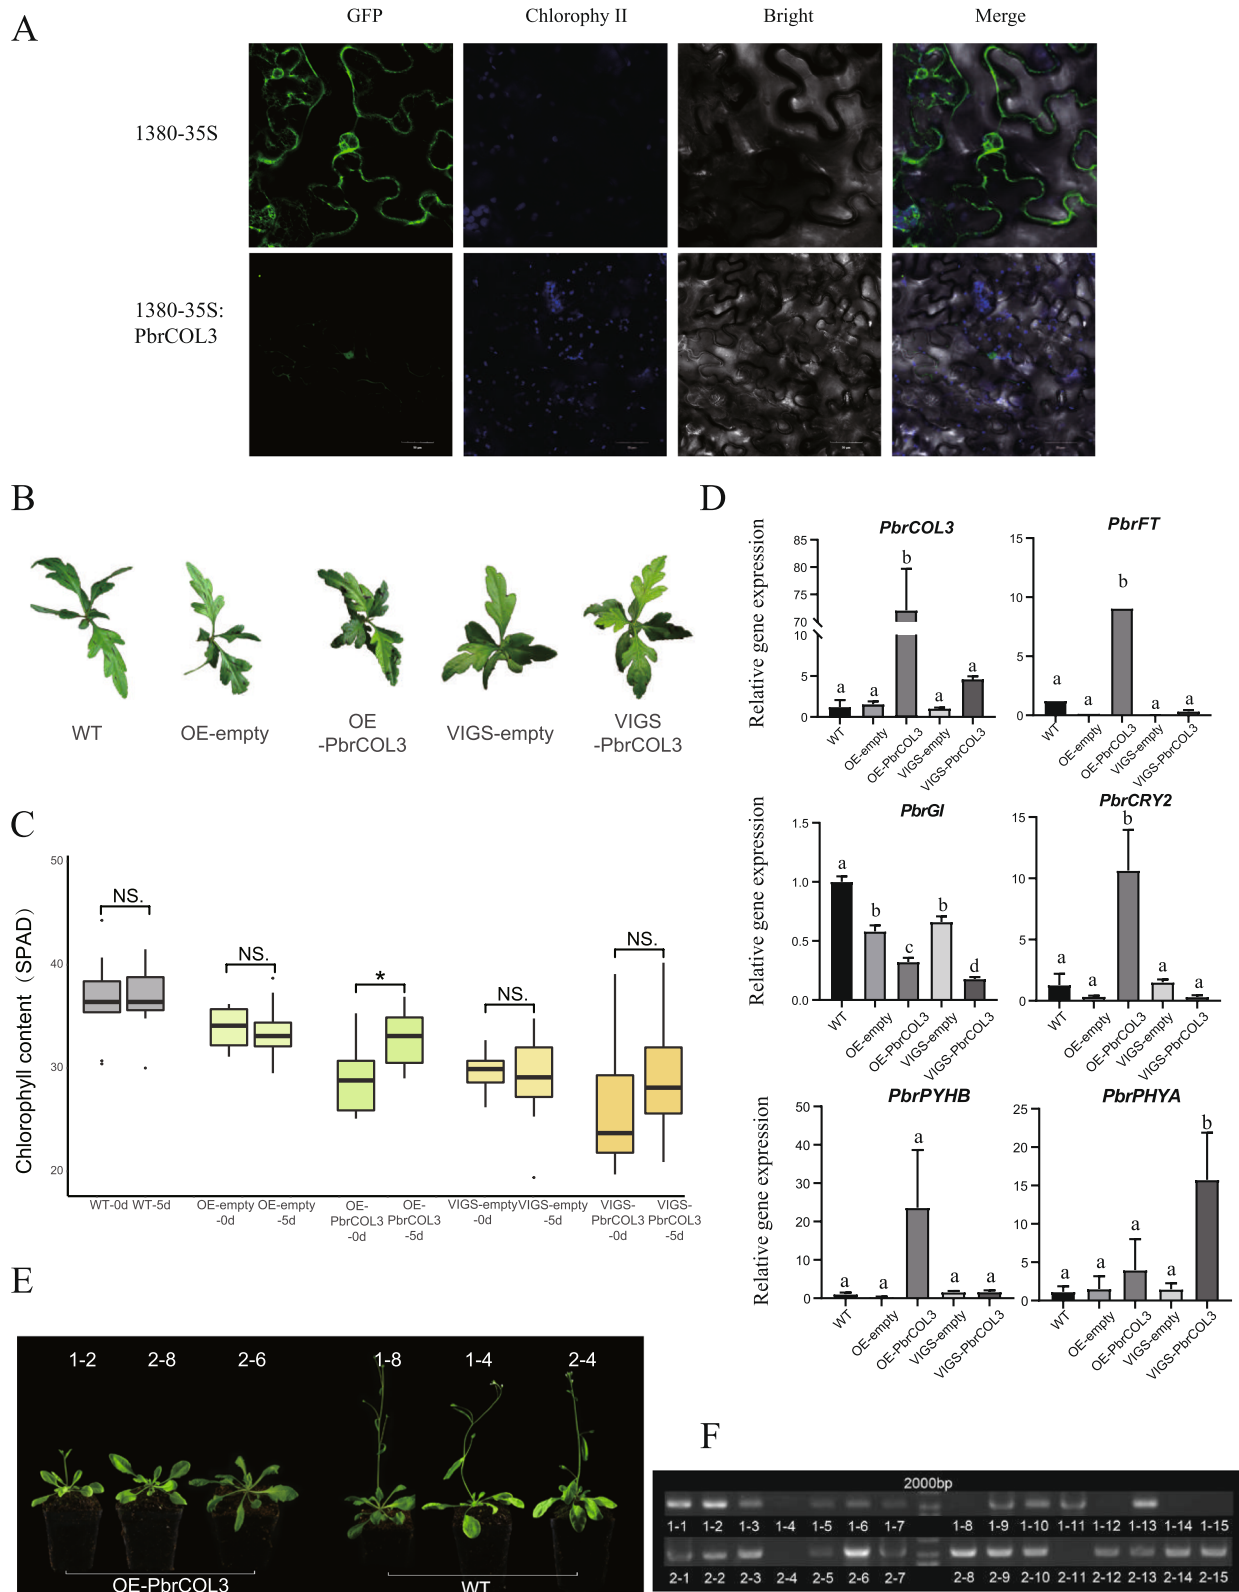 A
GFP
Chlorophy II
Bright
Merge
1380-35S
1380-35S:
PbrCOL3
B
WT
OE-empty
OE
-PbrCOL3
VIGS-empty
VIGS
-PbrCOL3
C
Chlorophyll content (SPAD)
50
40
30
20
NS.
NS.
*
NS.
NS.
WT-0d
WT-5d
OE-empty
-0d
OE-empty
-5d
OE-
PbrCOL3
-0d
OE-
PbrCOL3
-5d
VIGS-empty
-0d
VIGS-empty
-5d
VIGS-
PbrCOL3
-0d
VIGS-
PbrCOL3
-5d
D
PbrCOL3
Relative gene expression
85
80
75
70
10
5
0
a
a
b
a
a
WT
OE-empty
OE-PbrCOL3
VIGS-empty
VIGS-PbrCOL3
PbrFT
15
10
5
0
a
a
b
a
a
WT
OE-empty
OE-PbrCOL3
VIGS-empty
VIGS-PbrCOL3
PbrGI
Relative gene expression
1.5
1.0
0.5
0.0
a
b
c
b
d
WT
OE-empty
OE-PbrCOL3
VIGS-empty
VIGS-PbrCOL3
PbrCRY2
15
10
5
0
a
a
b
a
a
WT
OE-empty
OE-PbrCOL3
VIGS-empty
VIGS-PbrCOL3
PbrPYHB
Relative gene expression
50
40
30
20
10
0
a
a
a
a
a
WT
OE-empty
OE-PbrCOL3
VIGS-empty
VIGS-PbrCOL3
PbrPHYA
25
20
15
10
5
0
a
a
a
a
b
WT
OE-empty
OE-PbrCOL3
VIGS-empty
VIGS-PbrCOL3
E
1-2 2-8 2-6 1-8 1-4 2-4
OE-PbrCOL3
WT
F
2000bp
1-1 1-2 1-3 1-4 1-5 1-6 1-7 1-8 1-9 1-10 1-11 1-12 1-13 1-14 1-15
2-1 2-2 2-3 2-4 2-5 2-6 2-7 2-8 2-9 2-10 2-11 2-12 2-13 2-14 2-15